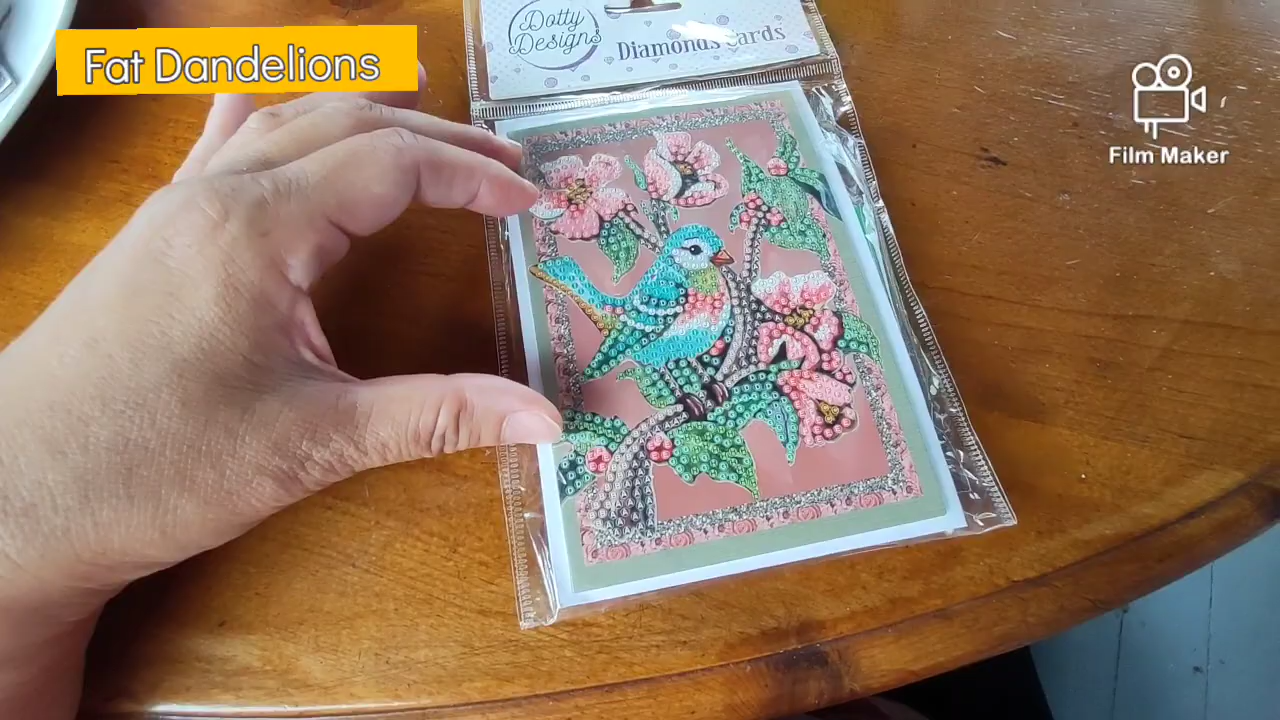 Fat Dandelions
Dotty
Designs
Diamonds Cards
Film Maker